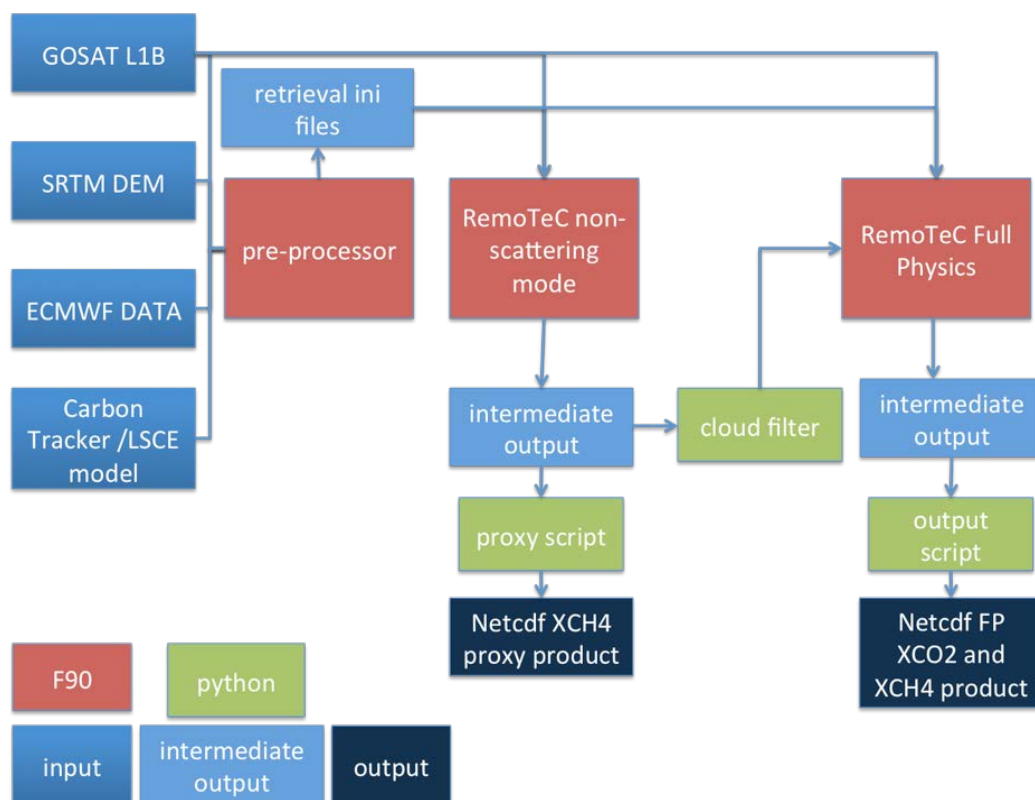 GOSAT L1B
retrieval ini
files
SRTM DEM
pre-processor
RemoTeC non-
scattering
mode
RemoTeC Full
Physics
ECMWF DATA
Carbon
Tracker /LSCE
model
intermediate
output
cloud filter
intermediate
output
proxy script
output
script
Netcdf XCH4
proxy product
Netcdf FP
XCO2 and
XCH4 product
F90
python
input
intermediate
output
output